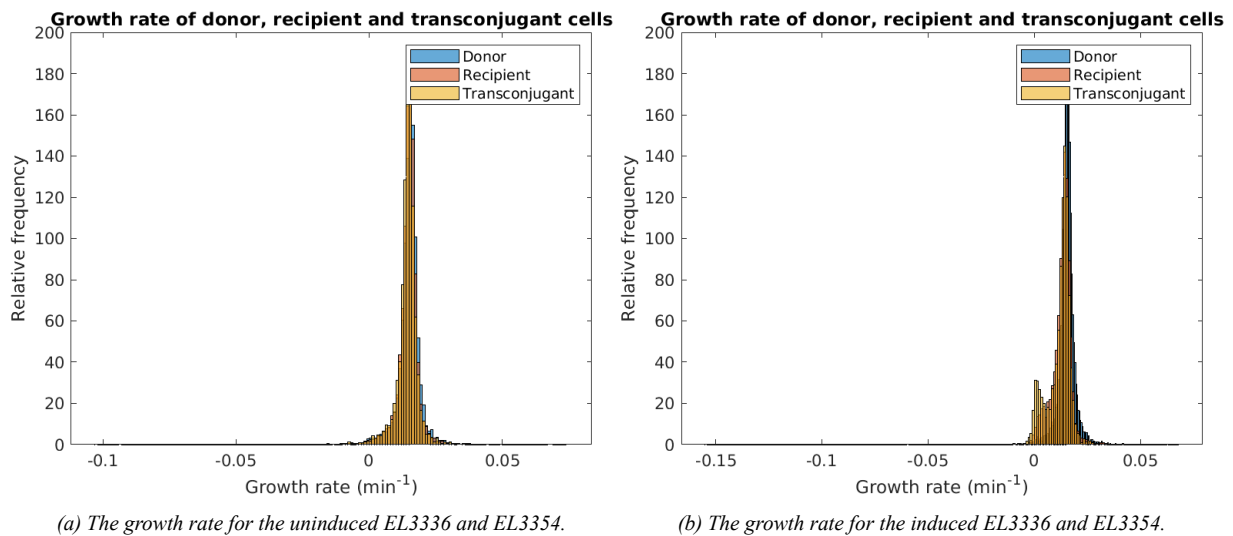 Growth rate of donor, recipient and transconjugant cells
200
180
160
140
120
100
80
60
40
20
0
Relative frequency
Donor
Recipient
Transconjugant
-0.1
-0.05
0
0.05
Growth rate (min⁻¹)
(a) The growth rate for the uninduced EL3336 and EL3354.
Growth rate of donor, recipient and transconjugant cells
200
180
160
140
120
100
80
60
40
20
0
Relative frequency
Donor
Recipient
Transconjugant
-0.15
-0.1
-0.05
0
0.05
Growth rate (min⁻¹)
(b) The growth rate for the induced EL3336 and EL3354.